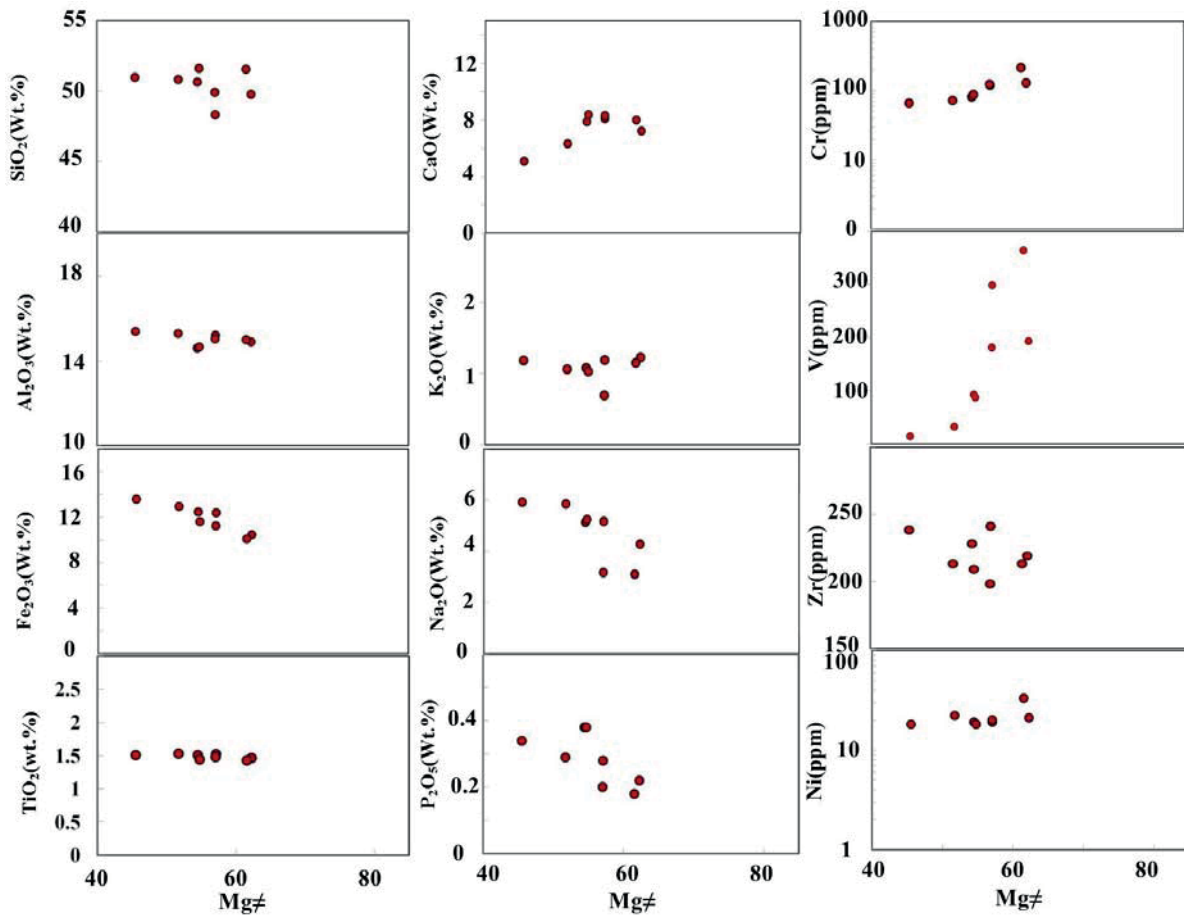 55
50
45
40
SiO₂(Wt.%)
12
8
4
0
CaO(Wt.%)
1000
100
10
0
Cr(ppm)
18
14
10
Al₂O₃(Wt.%)
2
1
0
K₂O(Wt.%)
300
200
100
V(ppm)
16
12
8
4
0
Fe₂O₃(Wt.%)
6
4
2
0
Na₂O(Wt.%)
250
200
150
Zr(ppm)
2.5
2
1.5
1
0.5
0
TiO₂(wt.%)
40 60 80
Mg≠
0.4
0.2
0
P₂O₅(Wt.%)
40 60 80
Mg≠
100
10
1
Ni(ppm)
40 60 80
Mg≠